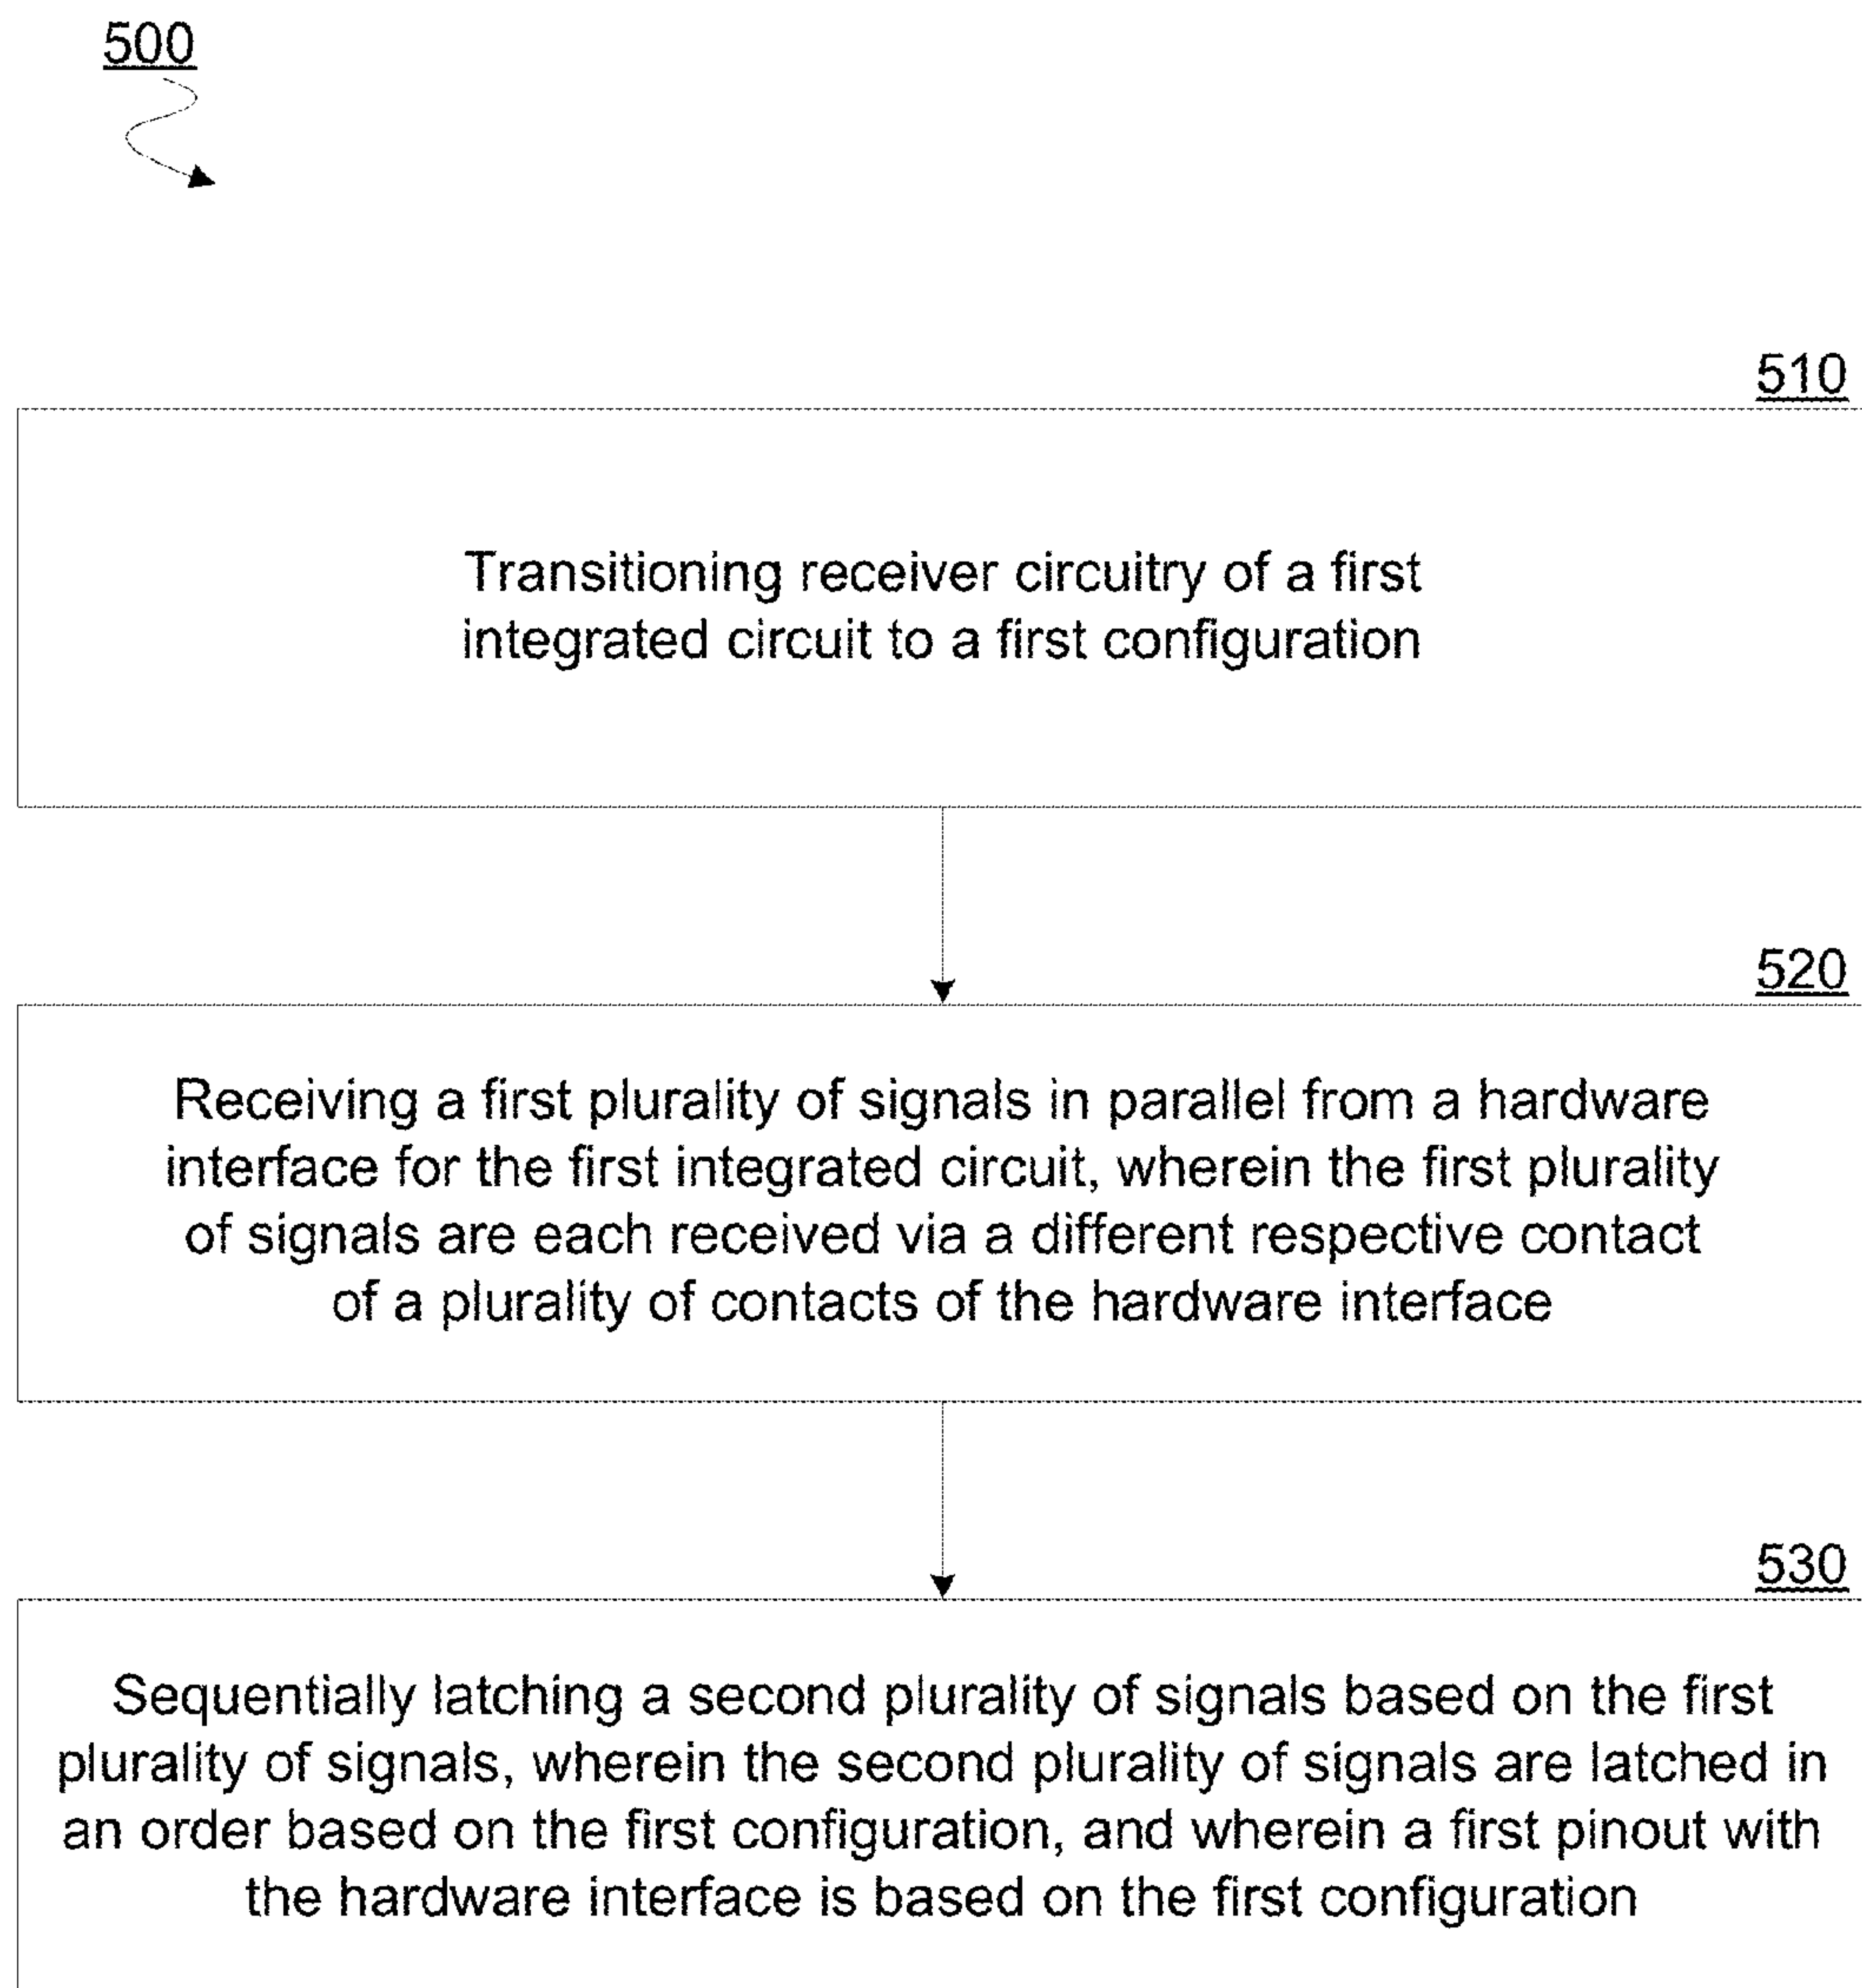 500
510
Transitioning receiver circuitry of a first
integrated circuit to a first configuration
520
Receiving a first plurality of signals in parallel from a hardware
interface for the first integrated circuit, wherein the first plurality
of signals are each received via a different respective contact
of a plurality of contacts of the hardware interface
530
Sequentially latching a second plurality of signals based on the first
plurality of signals, wherein the second plurality of signals are latched in
an order based on the first configuration, and wherein a first pinout with
the hardware interface is based on the first configuration